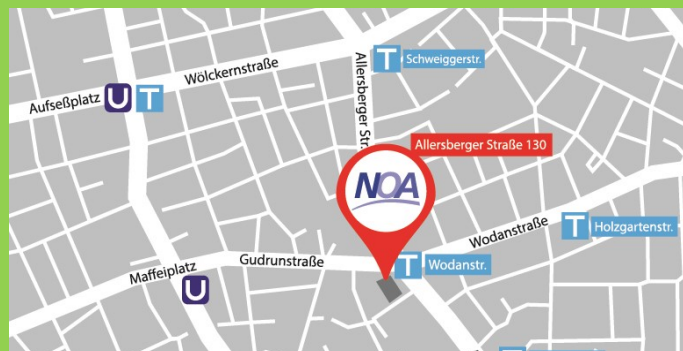 T Schweiggerstr.
Wölckernstraße
Aufseßplatz U T
Allersberger Str.
Allersberger Straße 130
NOA
Wodanstraße
T Holzgartenstr.
Gudrunstraße
T Wodanstr.
Maffeiplatz
U
T